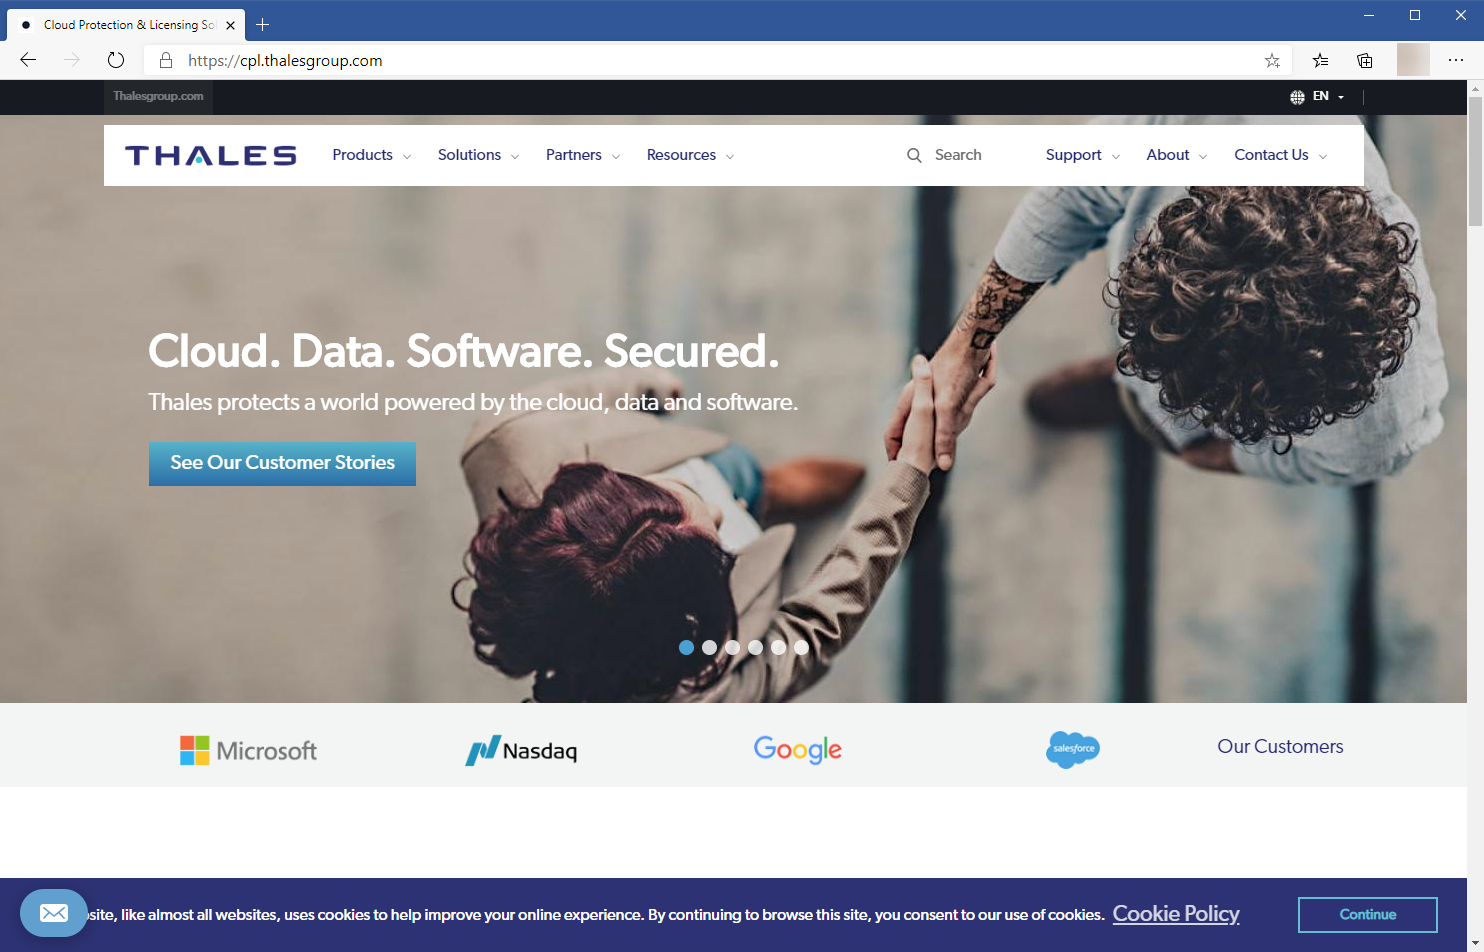 Cloud Protection & Licensing So
https://cpl.thalesgroup.com
Thalesgroup.com
EN
THALES
Products
Solutions
Partners
Resources
Search
Support
About
Contact Us
Cloud. Data. Software. Secured.
Thales protects a world powered by the cloud, data and software.
See Our Customer Stories
Microsoft
Nasdaq
Google
salesforce
Our Customers
site, like almost all websites, uses cookies to help improve your online experience. By continuing to browse this site, you consent to our use of cookies. Cookie Policy
Continue